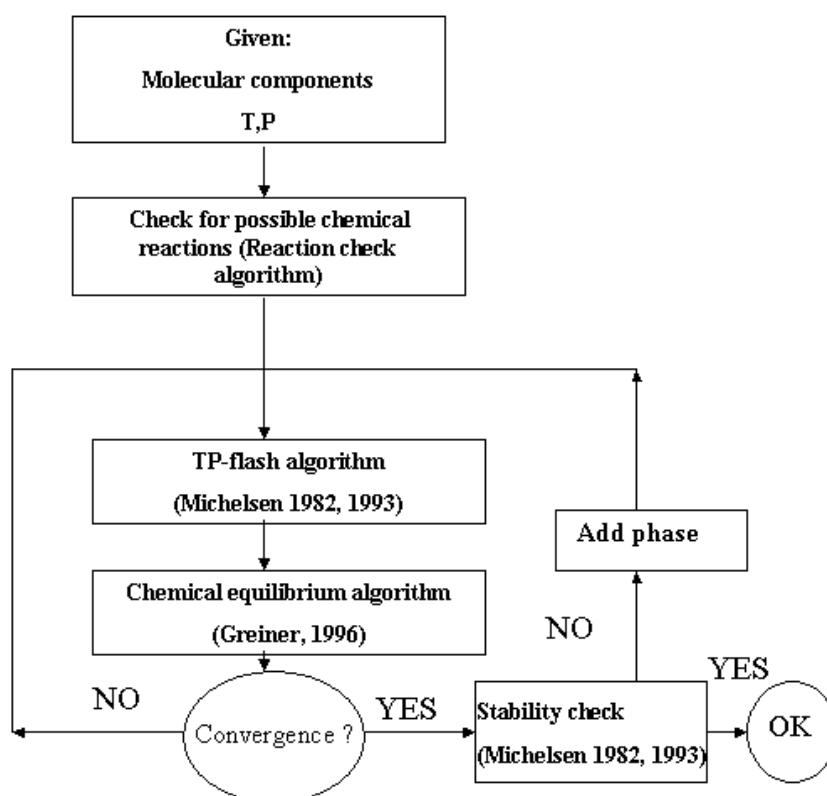 Given:
Molecular components
T,P
Check for possible chemical
reactions (Reaction check
algorithm)
TP-flash algorithm
(Michelsen 1982, 1993)
Chemical equilibrium algorithm
(Greiner, 1996)
Convergence ?
NO
YES
Stability check
(Michelsen 1982, 1993)
NO
Add phase
YES
OK